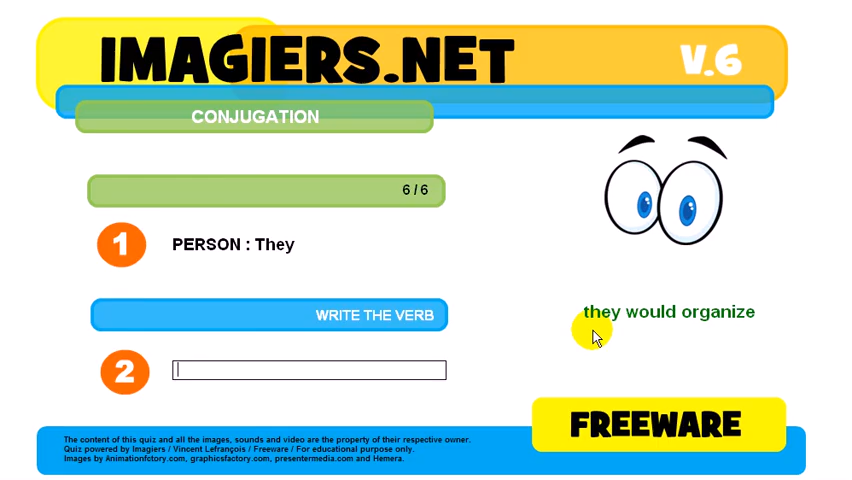 IMAGIERS.NET
V.6
CONJUGATION
6 / 6
1
PERSON : They
WRITE THE VERB
they would organize
2
FREEWARE
The content of this quiz and all the images, sounds and video are the property of their respective owner.
Quiz powered by Imagiers / Vincent Lefrançois / Freeware / For educational purpose only.
Images by Animationfctory.com, graphicsfactory.com, presentermedia.com and Hemera.